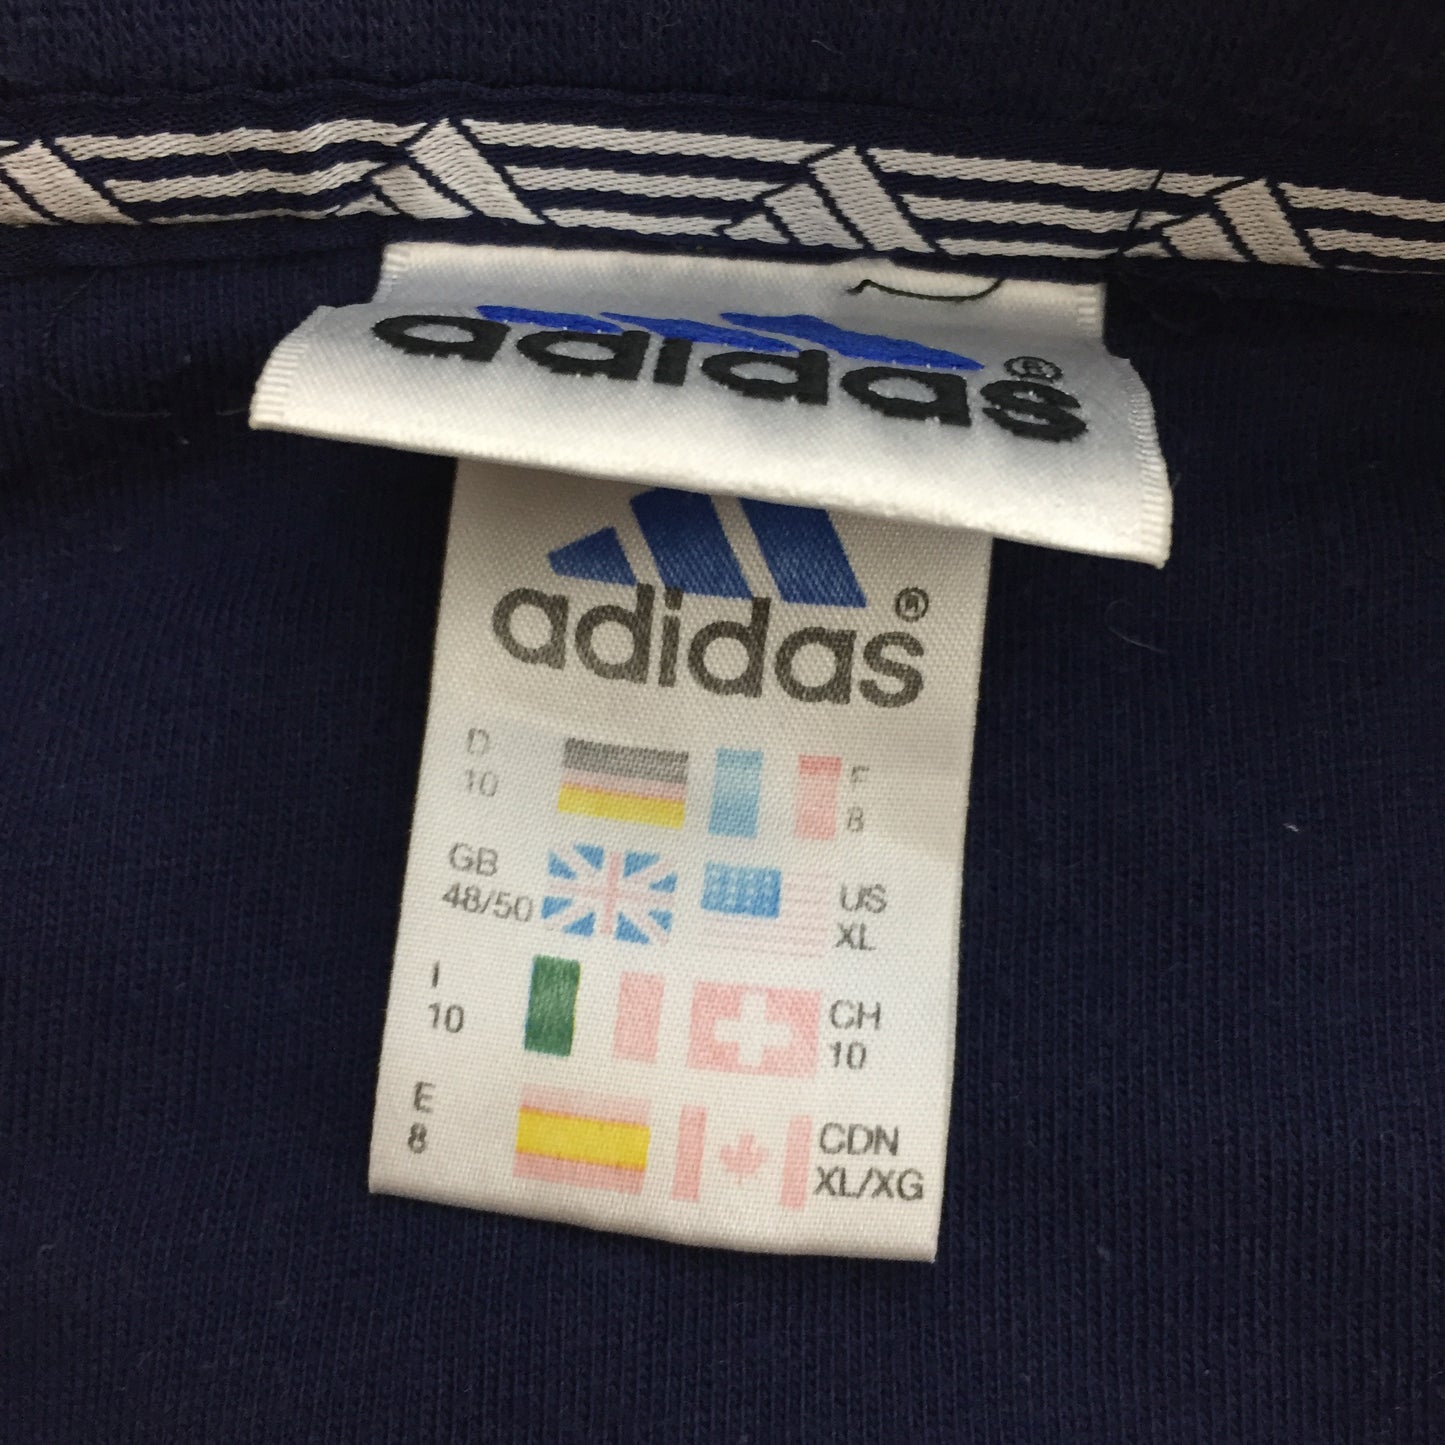 adidas ®
adidas ®
D
10
F
8
GB
48/50
US
XL
I
10
CH
10
E
8
CDN
XL/XG